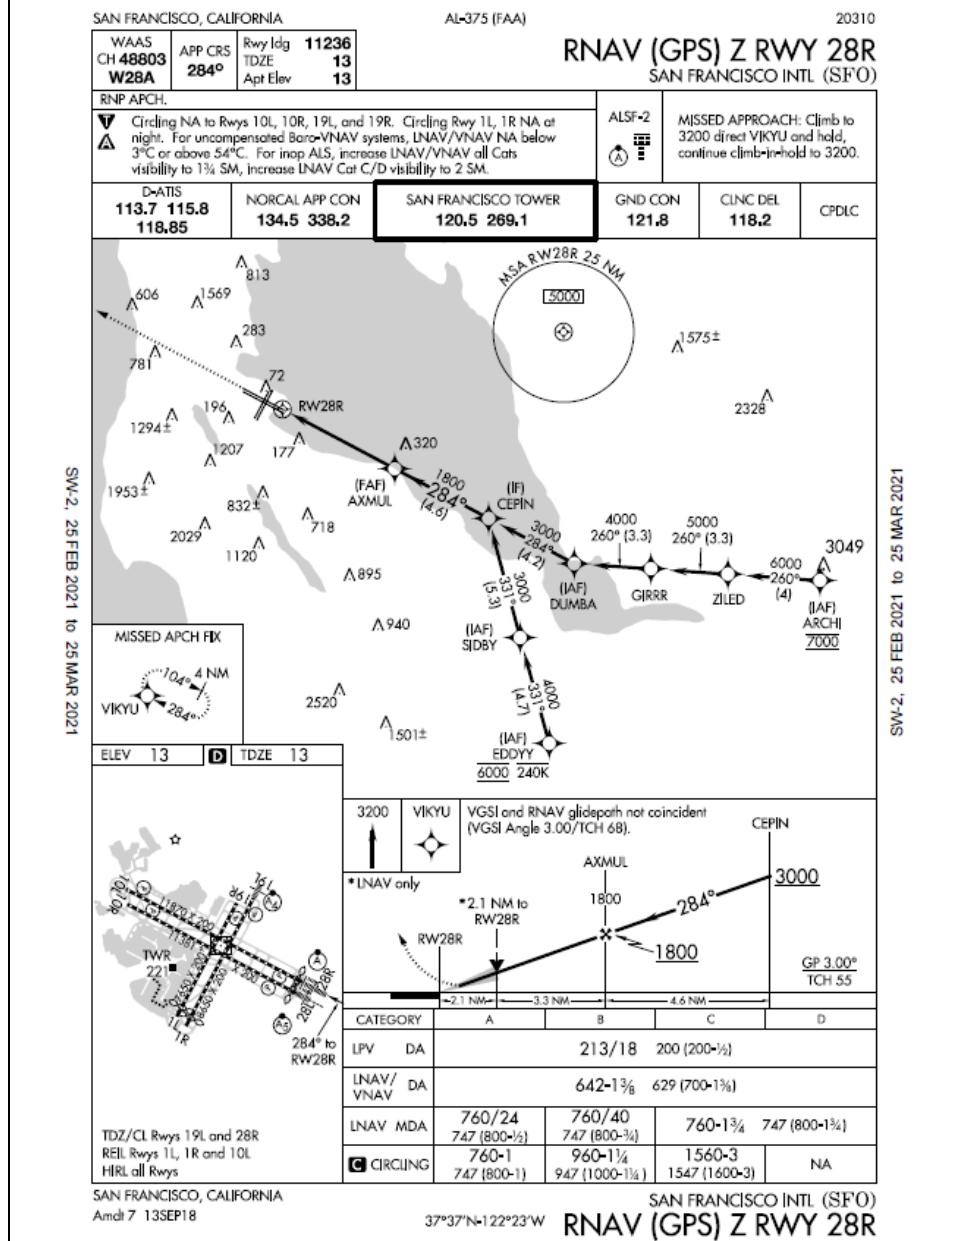 SAN FRANCISCO, CALIFORNIA
AL-375 (FAA)
20310
WAAS
CH 48803
W28A
APP CRS
284°
Rwy Idg 11236
TDZE 13
Apt Elev 13
RNAV (GPS) Z RWY 28R
SAN FRANCISCO INTL (SFO)
RNP APCH.
T
A
Circling NA to Rwys 10L, 10R, 19L, and 19R. Circling Rwy 1L, 1R NA at
night. For uncompensated Baro-VNAV systems, LNAV/VNAV NA below
3°C or above 54°C. For inop ALS, increase LNAV/VNAV all Cats
visibility to 1¾ SM, increase LNAV Cat C/D visibility to 2 SM.
ALSF-2
A
MISSED APPROACH: Climb to
3200 direct VIKYU and hold,
continue climb-in-hold to 3200.
D-ATIS
113.7 115.8
118.85
NORCAL APP CON
134.5 338.2
SAN FRANCISCO TOWER
120.5 269.1
GND CON
121.8
CLNC DEL
118.2
CPDLC
MSA RW28R 25 NM
5000
813
606
1569
283
781
1575±
2328
72
RW28R
196
1294±
177
1207
320
1953±
832±
718
2029
1120
895
940
2520
1501±
3049
(FAF)
AXMUL
1800
284°
(4.6)
(IF)
CEPIN
3000
284°
(4.2)
(IAF)
DUMBA
4000
260° (3.3)
GIRRR
5000
260° (3.3)
ZILED
6000
260°
(4)
(IAF)
ARCHI
7000
3000
331°
(5.3)
(IAF)
SIDBY
4000
331°
(4.7)
(IAF)
EDDYY
6000 240K
SW-2, 25 FEB 2021 to 25 MAR 2021
SW-2, 25 FEB 2021 to 25 MAR 2021
MISSED APCH FIX
104°
4 NM
VIKYU
284°
ELEV 13
D
TDZE 13
10L
10R
19L
19R
11870 X 200
11381 X 200
7650 X 200
8650 X 200
TWR
221
28R
28L
1L
1R
A
A5
284° to
RW28R
TDZ/CL Rwys 19L and 28R
REIL Rwys 1L, 1R and 10L
HIRL all Rwys
3200
VIKYU
VGSI and RNAV glidepath not coincident
(VGSI Angle 3.00/TCH 68).
CEPIN
*LNAV only
AXMUL
3000
*2.1 NM to
RW28R
1800
284°
RW28R
1800
GP 3.00°
TCH 55
2.1 NM
3.3 NM
4.6 NM
CATEGORY A B C D
LPV DA 213/18 200 (200-½)
LNAV/
VNAV DA 642-1⅜ 629 (700-1⅜)
LNAV MDA 760/24 760/40 760-1¾ 747 (800-1¾)
747 (800-½) 747 (800-¾)
C CIRCLING 760-1 960-1¼ 1560-3 NA
747 (800-1) 947 (1000-1¼) 1547 (1600-3)
SAN FRANCISCO, CALIFORNIA
Amdt 7 13SEP18
37°37'N-122°23'W
SAN FRANCISCO INTL (SFO)
RNAV (GPS) Z RWY 28R